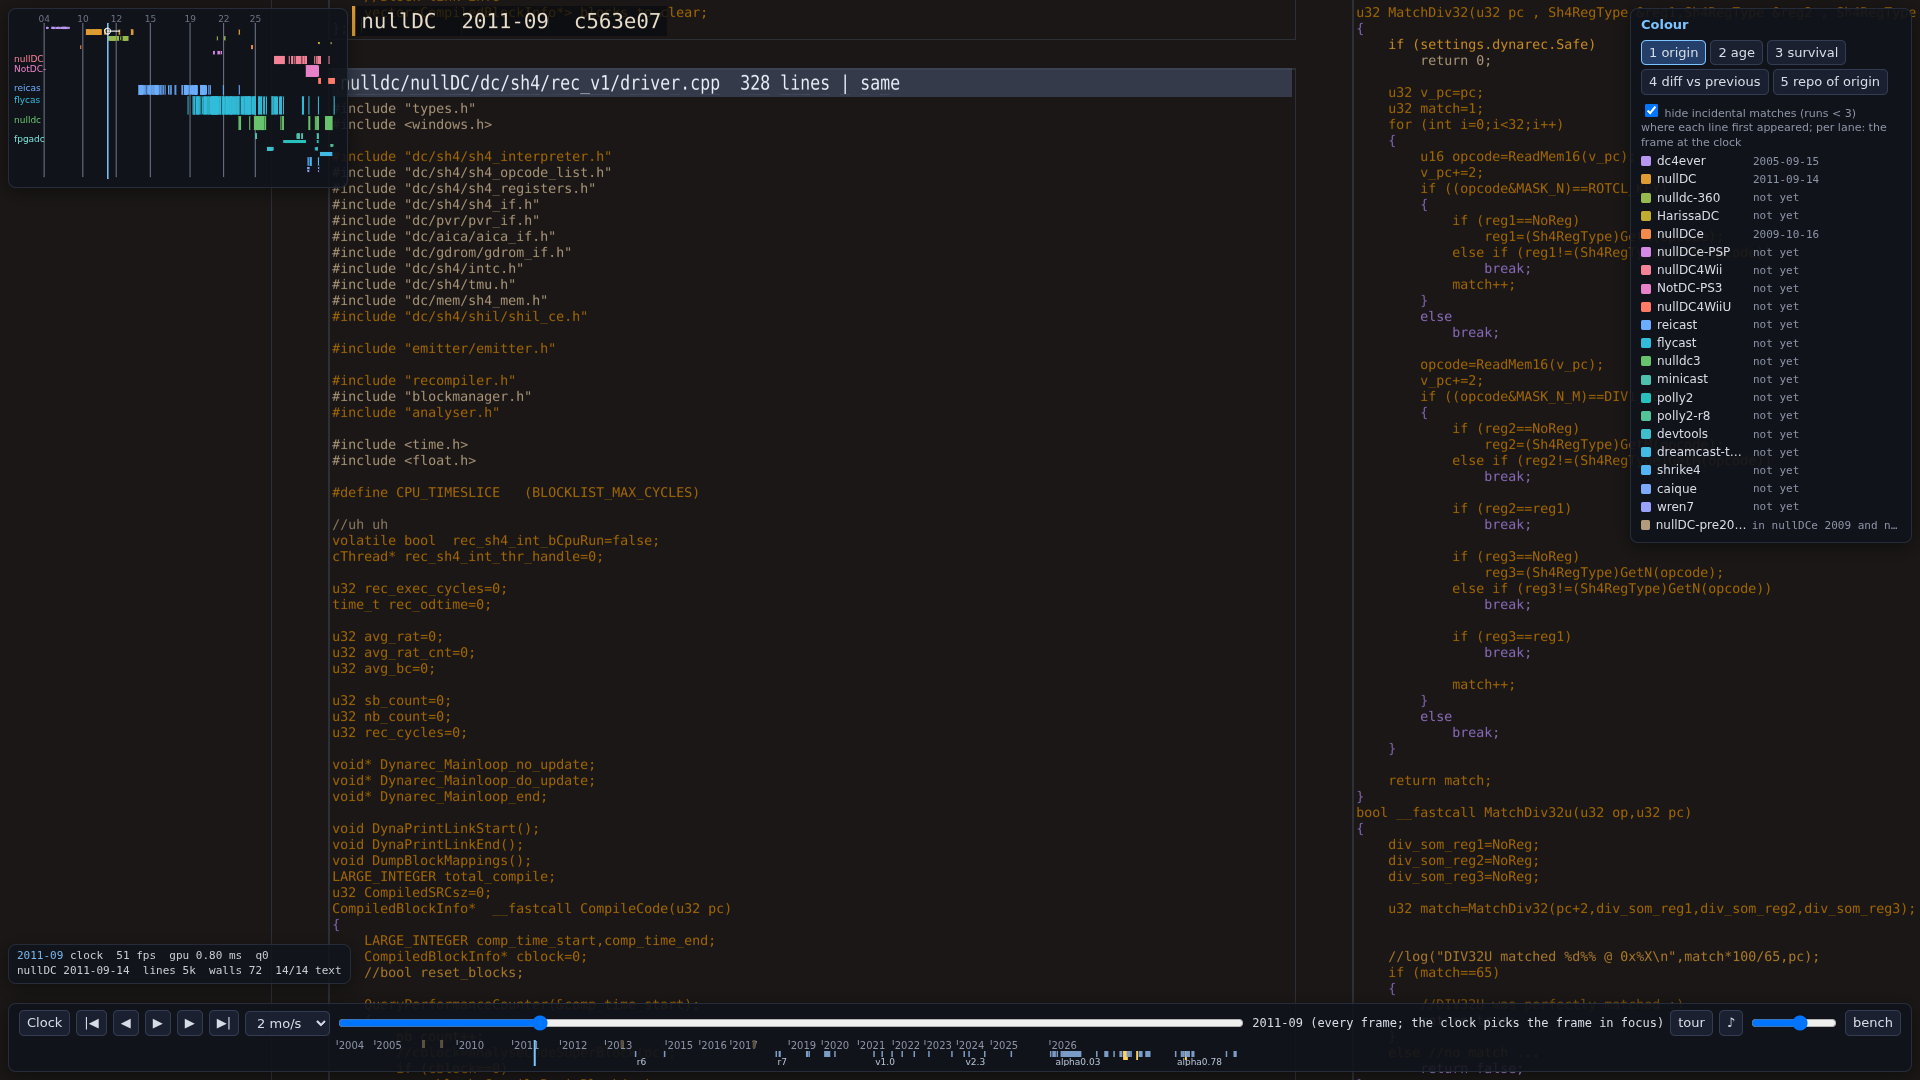 04 10 12 15 19 22 25
nullDC
NotDC-
reicas
flycas
nulldc
fpgadc
nullDC 2011-09 c563e07
nulldc/nullDC/dc/sh4/rec_v1/driver.cpp 328 lines | same
#include "types.h"
#include <windows.h>
#include "dc/sh4/sh4_interpreter.h"
#include "dc/sh4/sh4_opcode_list.h"
#include "dc/sh4/sh4_registers.h"
#include "dc/sh4/sh4_if.h"
#include "dc/pvr/pvr_if.h"
#include "dc/aica/aica_if.h"
#include "dc/gdrom/gdrom_if.h"
#include "dc/sh4/intc.h"
#include "dc/sh4/tmu.h"
#include "dc/mem/sh4_mem.h"
#include "dc/sh4/shil/shil_ce.h"
#include "emitter/emitter.h"
#include "recompiler.h"
#include "blockmanager.h"
#include "analyser.h"
#include <time.h>
#include <float.h>
#define CPU_TIMESLICE (BLOCKLIST_MAX_CYCLES)
//uh uh
volatile bool rec_sh4_int_bCpuRun=false;
cThread* rec_sh4_int_thr_handle=0;
u32 rec_exec_cycles=0;
time_t rec_odtime=0;
u32 avg_rat=0;
u32 avg_rat_cnt=0;
u32 avg_bc=0;
u32 sb_count=0;
u32 nb_count=0;
u32 rec_cycles=0;
void* Dynarec_Mainloop_no_update;
void* Dynarec_Mainloop_do_update;
void* Dynarec_Mainloop_end;
void DynaPrintLinkStart();
void DynaPrintLinkEnd();
void DumpBlockMappings();
LARGE_INTEGER total_compile;
u32 CompiledSRCsz=0;
CompiledBlockInfo* __fastcall CompileCode(u32 pc)
{
LARGE_INTEGER comp_time_start,comp_time_end;
CompiledBlockInfo* cblock=0;
//bool reset_blocks;
QueryPerformanceCounter(&comp_time_start);
u32 MatchDiv32(u32 pc , Sh4RegType
{
if (settings.dynarec.Safe)
return 0;
u32 v_pc=pc;
u32 match=1;
for (int i=0;i<32;i++)
{
u16 opcode=ReadMem16(v_pc);
v_pc+=2;
if ((opcode&MASK_N)==ROTCL
{
if (reg1==NoReg)
reg1=(Sh4RegType)G
else if (reg1!=(Sh4Reg
break;
match++;
}
else
break;
opcode=ReadMem16(v_pc);
v_pc+=2;
if ((opcode&MASK_N_M)==DIV
{
if (reg2==NoReg)
reg2=(Sh4RegType)G
else if (reg2!=(Sh4Reg
break;
if (reg2==reg1)
break;
if (reg3==NoReg)
reg3=(Sh4RegType)GetN(opcode);
else if (reg3!=(Sh4RegType)GetN(opcode))
break;
if (reg3==reg1)
break;
match++;
}
else
break;
}
return match;
}
bool __fastcall MatchDiv32u(u32 op,u32 pc)
{
div_som_reg1=NoReg;
div_som_reg2=NoReg;
div_som_reg3=NoReg;
u32 match=MatchDiv32(pc+2,div_som_reg1,div_som_reg2,div_som_reg3);
//log("DIV32U matched %d%% @ 0x%X\n",match*100/65,pc);
if (match==65)
{
Colour
1 origin 2 age 3 survival
4 diff vs previous 5 repo of origin
hide incidental matches (runs < 3)
where each line first appeared; per lane: the
frame at the clock
dc4ever 2005-09-15
nullDC 2011-09-14
nulldc-360 not yet
HarissaDC not yet
nullDCe 2009-10-16
nullDCe-PSP not yet
nullDC4Wii not yet
NotDC-PS3 not yet
nullDC4WiiU not yet
reicast not yet
flycast not yet
nulldc3 not yet
minicast not yet
polly2 not yet
polly2-r8 not yet
devtools not yet
dreamcast-t... not yet
shrike4 not yet
caique not yet
wren7 not yet
nullDC-pre20... in nullDCe 2009 and n…
2011-09 clock 51 fps gpu 0.80 ms q0
nullDC 2011-09-14 lines 5k walls 72 14/14 text
Clock |◀ ◀ ▶ ▶ ▶| 2 mo/s 2011-09 (every frame; the clock picks the frame in focus) tour ♪ bench
2004 2005 2010 2011 2012 2013 2015 2016 2017 2019 2020 2021 2022 2023 2024 2025 2026
r6 r7 v1.0 v2.3 alpha0.03 alpha0.78